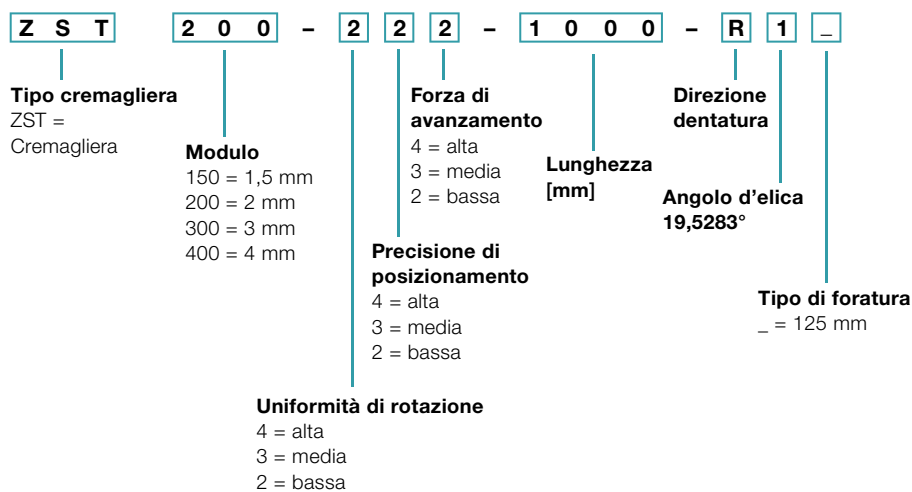 Z S T 2 0 0 - 2 2 2 - 1 0 0 0 - R 1 _
Tipo cremagliera
ZST =
Cremagliera
Modulo
150 = 1,5 mm
200 = 2 mm
300 = 3 mm
400 = 4 mm
Uniformità di rotazione
4 = alta
3 = media
2 = bassa
Precisione di
posizionamento
4 = alta
3 = media
2 = bassa
Forza di
avanzamento
4 = alta
3 = media
2 = bassa
Lunghezza
[mm]
Direzione
dentatura
Angolo d'elica
19,5283°
Tipo di foratura
_ = 125 mm